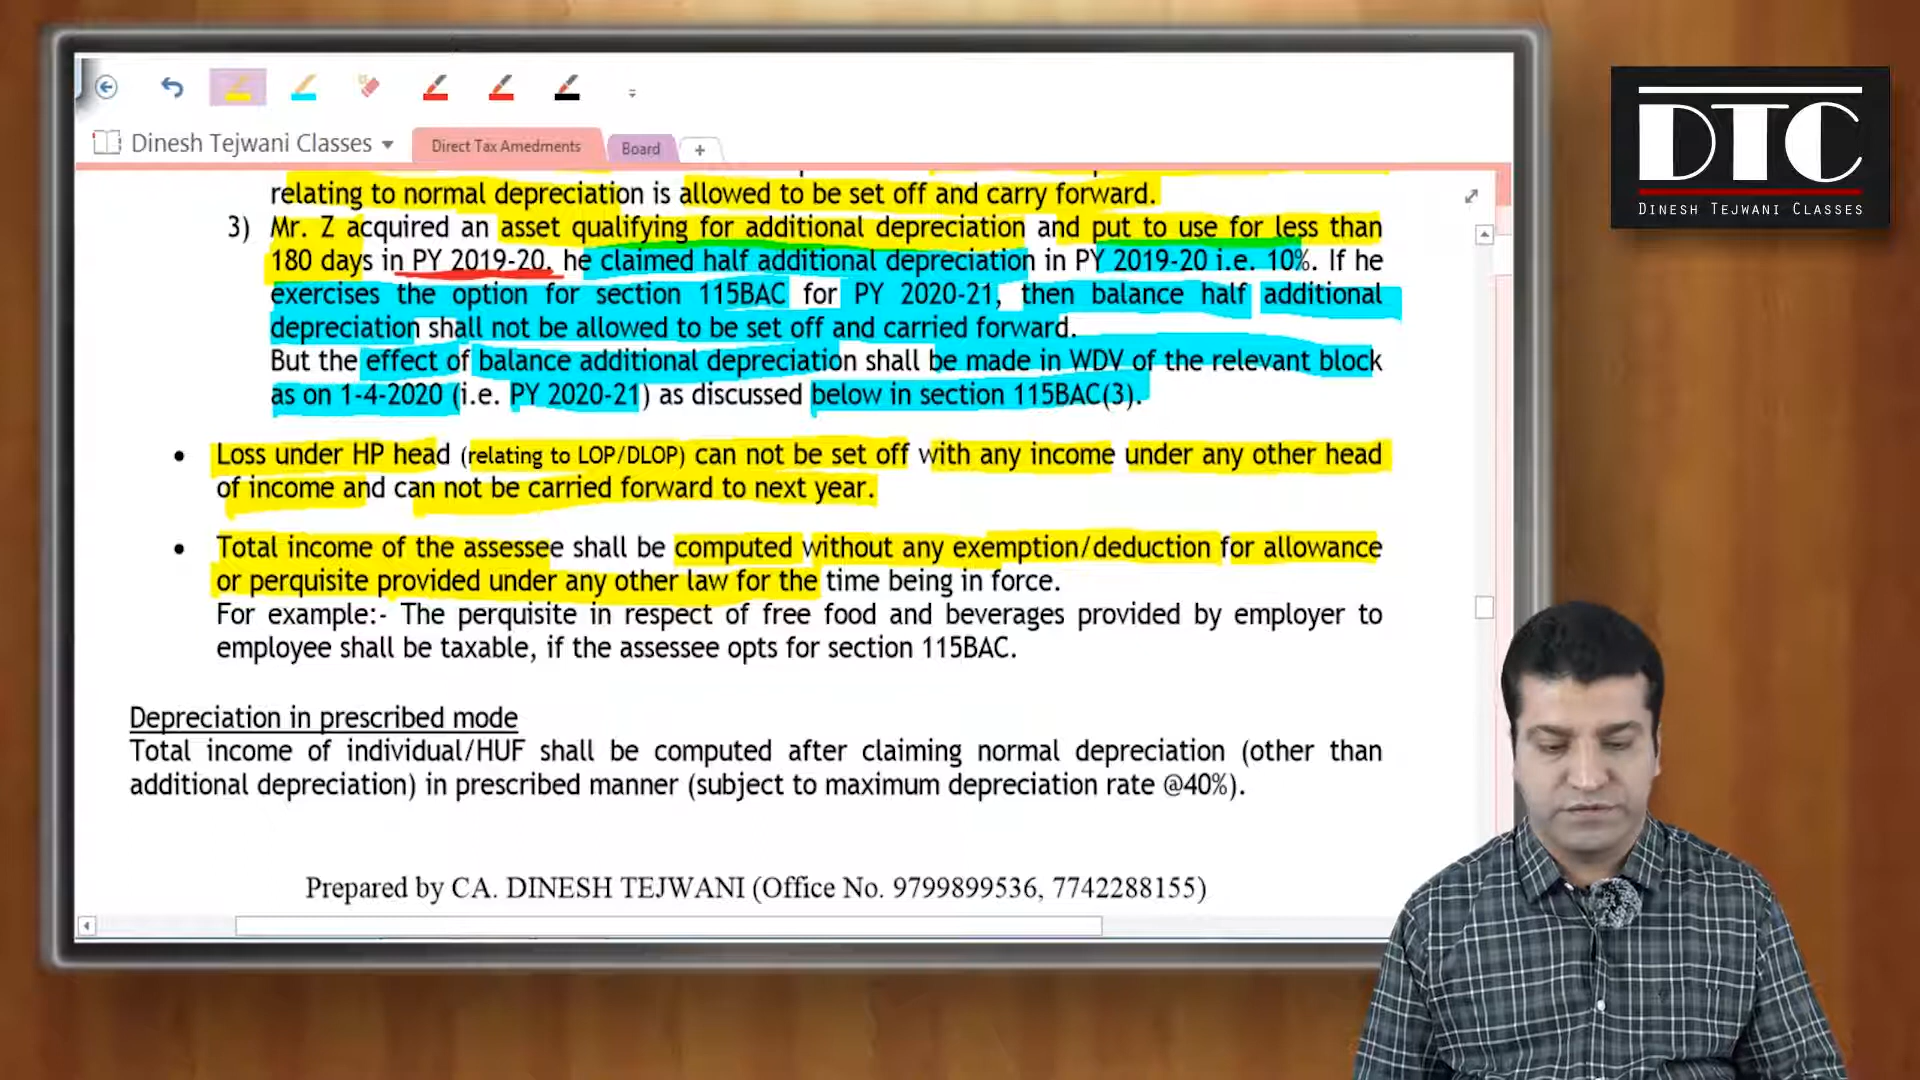 DTC
DINESH TEJWANI CLASSES
Dinesh Tejwani Classes
Direct Tax Amedments
Board
+
relating to normal depreciation is allowed to be set off and carry forward.
3) Mr. Z acquired an asset qualifying for additional depreciation and put to use for less than
180 days in PY 2019-20. he claimed half additional depreciation in PY 2019-20 i.e. 10%. If he
exercises the option for section 115BAC for PY 2020-21, then balance half additional
depreciation shall not be allowed to be set off and carried forward.
But the effect of balance additional depreciation shall be made in WDV of the relevant block
as on 1-4-2020 (i.e. PY 2020-21) as discussed below in section 115BAC(3).
• Loss under HP head (relating to LOP/DLOP) can not be set off with any income under any other head
of income and can not be carried forward to next year.
• Total income of the assessee shall be computed without any exemption/deduction for allowance
or perquisite provided under any other law for the time being in force.
For example:- The perquisite in respect of free food and beverages provided by employer to
employee shall be taxable, if the assessee opts for section 115BAC.
Depreciation in prescribed mode
Total income of individual/HUF shall be computed after claiming normal depreciation (other than
additional depreciation) in prescribed manner (subject to maximum depreciation rate @40%).
Prepared by CA. DINESH TEJWANI (Office No. 9799899536, 7742288155)